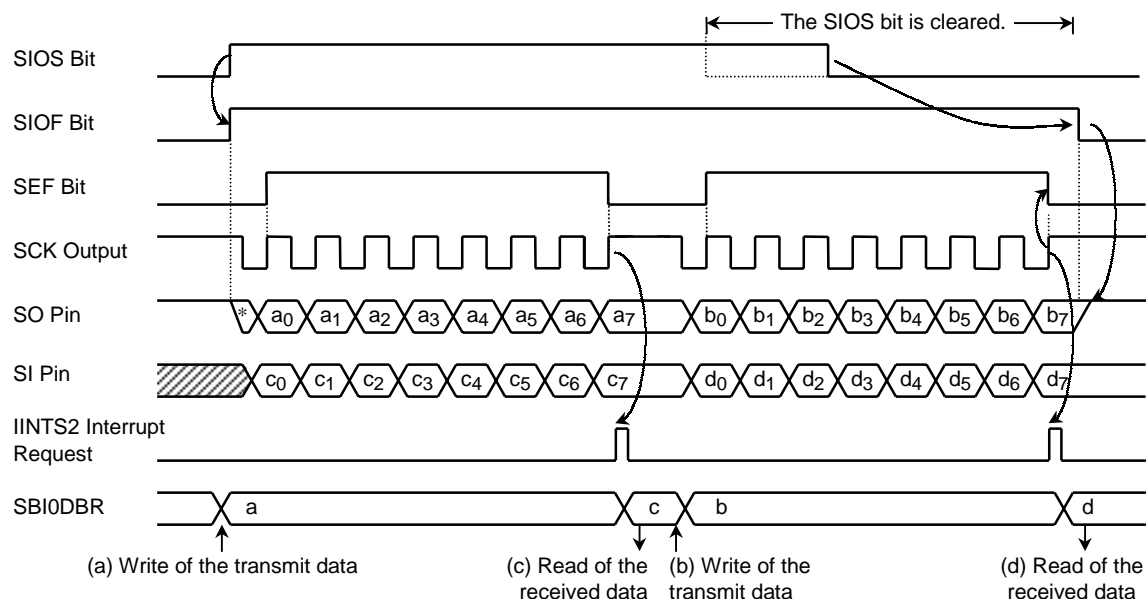 The SIOS bit is cleared.
SIOS Bit
SIOF Bit
SEF Bit
SCK Output
SO Pin
* a0 a1 a2 a3 a4 a5 a6 a7 b0 b1 b2 b3 b4 b5 b6 b7
SI Pin
c0 c1 c2 c3 c4 c5 c6 c7 d0 d1 d2 d3 d4 d5 d6 d7
IINTS2 Interrupt
Request
SBI0DBR
a c b d
(a) Write of the transmit data
(c) Read of the
received data
(b) Write of the
transmit data
(d) Read of the
received data